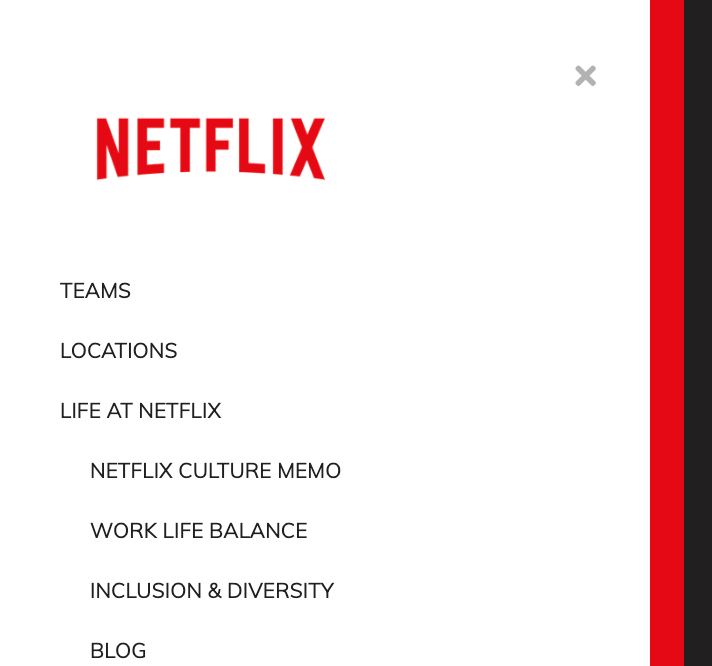 NETFLIX
TEAMS
LOCATIONS
LIFE AT NETFLIX
NETFLIX CULTURE MEMO
WORK LIFE BALANCE
INCLUSION & DIVERSITY
BLOG